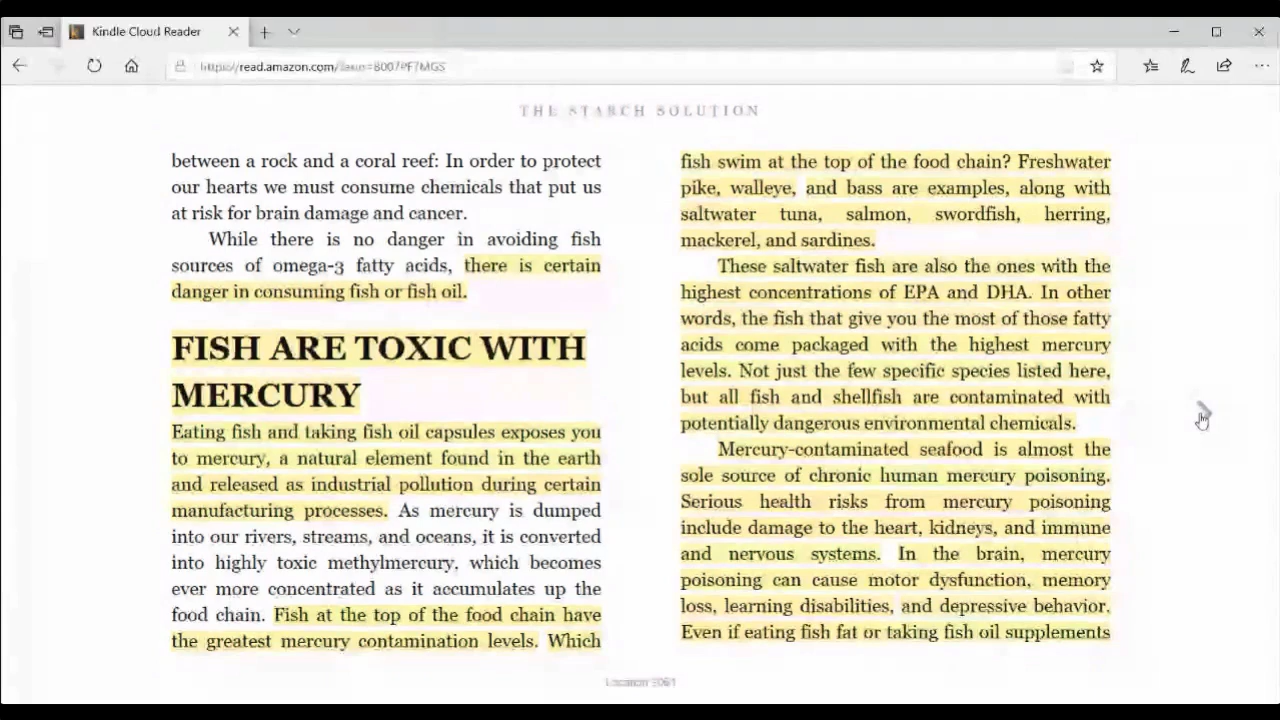 Kindle Cloud Reader
THE STARCH SOLUTION
between a rock and a coral reef: In order to protect
our hearts we must consume chemicals that put us
at risk for brain damage and cancer.
While there is no danger in avoiding fish
sources of omega-3 fatty acids, there is certain
danger in consuming fish or fish oil.
FISH ARE TOXIC WITH
MERCURY
Eating fish and taking fish oil capsules exposes you
to mercury, a natural element found in the earth
and released as industrial pollution during certain
manufacturing processes. As mercury is dumped
into our rivers, streams, and oceans, it is converted
into highly toxic methylmercury, which becomes
ever more concentrated as it accumulates up the
food chain. Fish at the top of the food chain have
the greatest mercury contamination levels. Which
fish swim at the top of the food chain? Freshwater
pike, walleye, and bass are examples, along with
saltwater tuna, salmon, swordfish, herring,
mackerel, and sardines.
These saltwater fish are also the ones with the
highest concentrations of EPA and DHA. In other
words, the fish that give you the most of those fatty
acids come packaged with the highest mercury
levels. Not just the few specific species listed here,
but all fish and shellfish are contaminated with
potentially dangerous environmental chemicals.
Mercury-contaminated seafood is almost the
sole source of chronic human mercury poisoning.
Serious health risks from mercury poisoning
include damage to the heart, kidneys, and immune
and nervous systems. In the brain, mercury
poisoning can cause motor dysfunction, memory
loss, learning disabilities, and depressive behavior.
Even if eating fish fat or taking fish oil supplements
Location